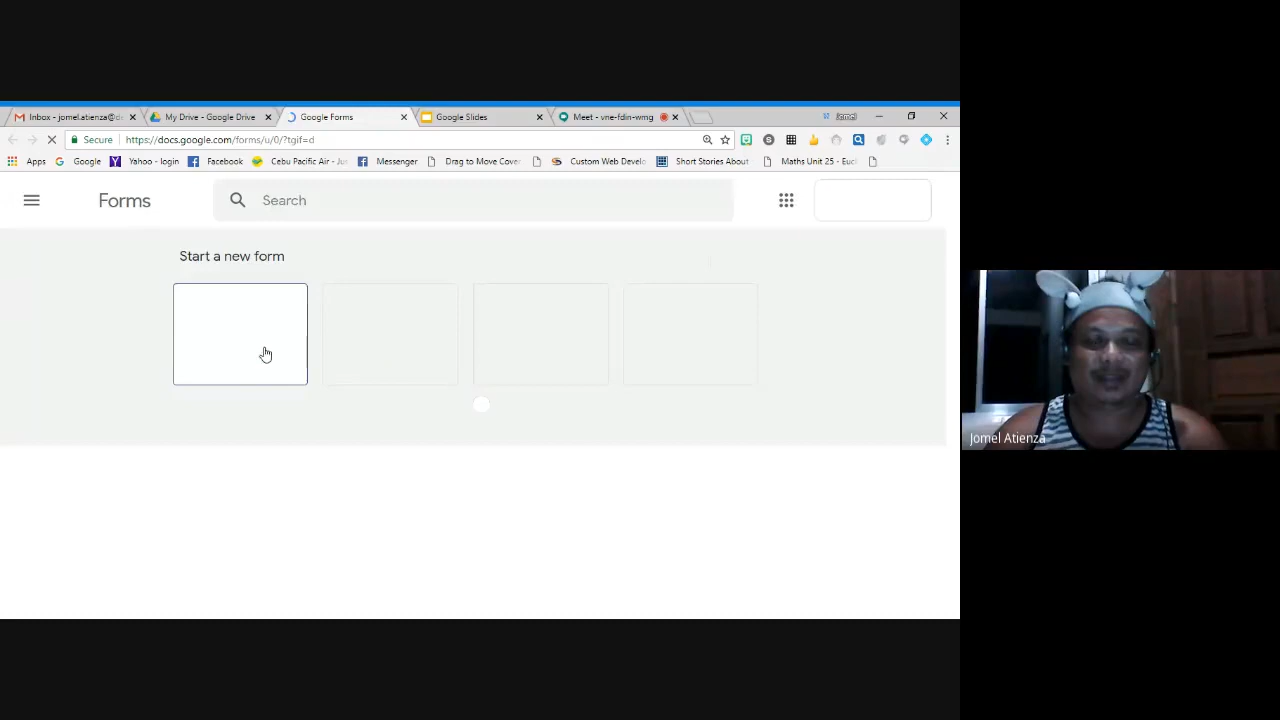 Inbox - jomel.atienza@d
My Drive - Google Drive
Google Forms
Google Slides
Meet - vne-fdin-wmg
Jomel
Secure
https://docs.google.com/forms/u/0/?tgif=d
Apps
Google
Yahoo - login
Facebook
Cebu Pacific Air - Ju
Messenger
Drag to Move Cover
Custom Web Develo
Short Stories About
Maths Unit 25 - Eucl
Forms
Search
Start a new form
Jomel Atienza